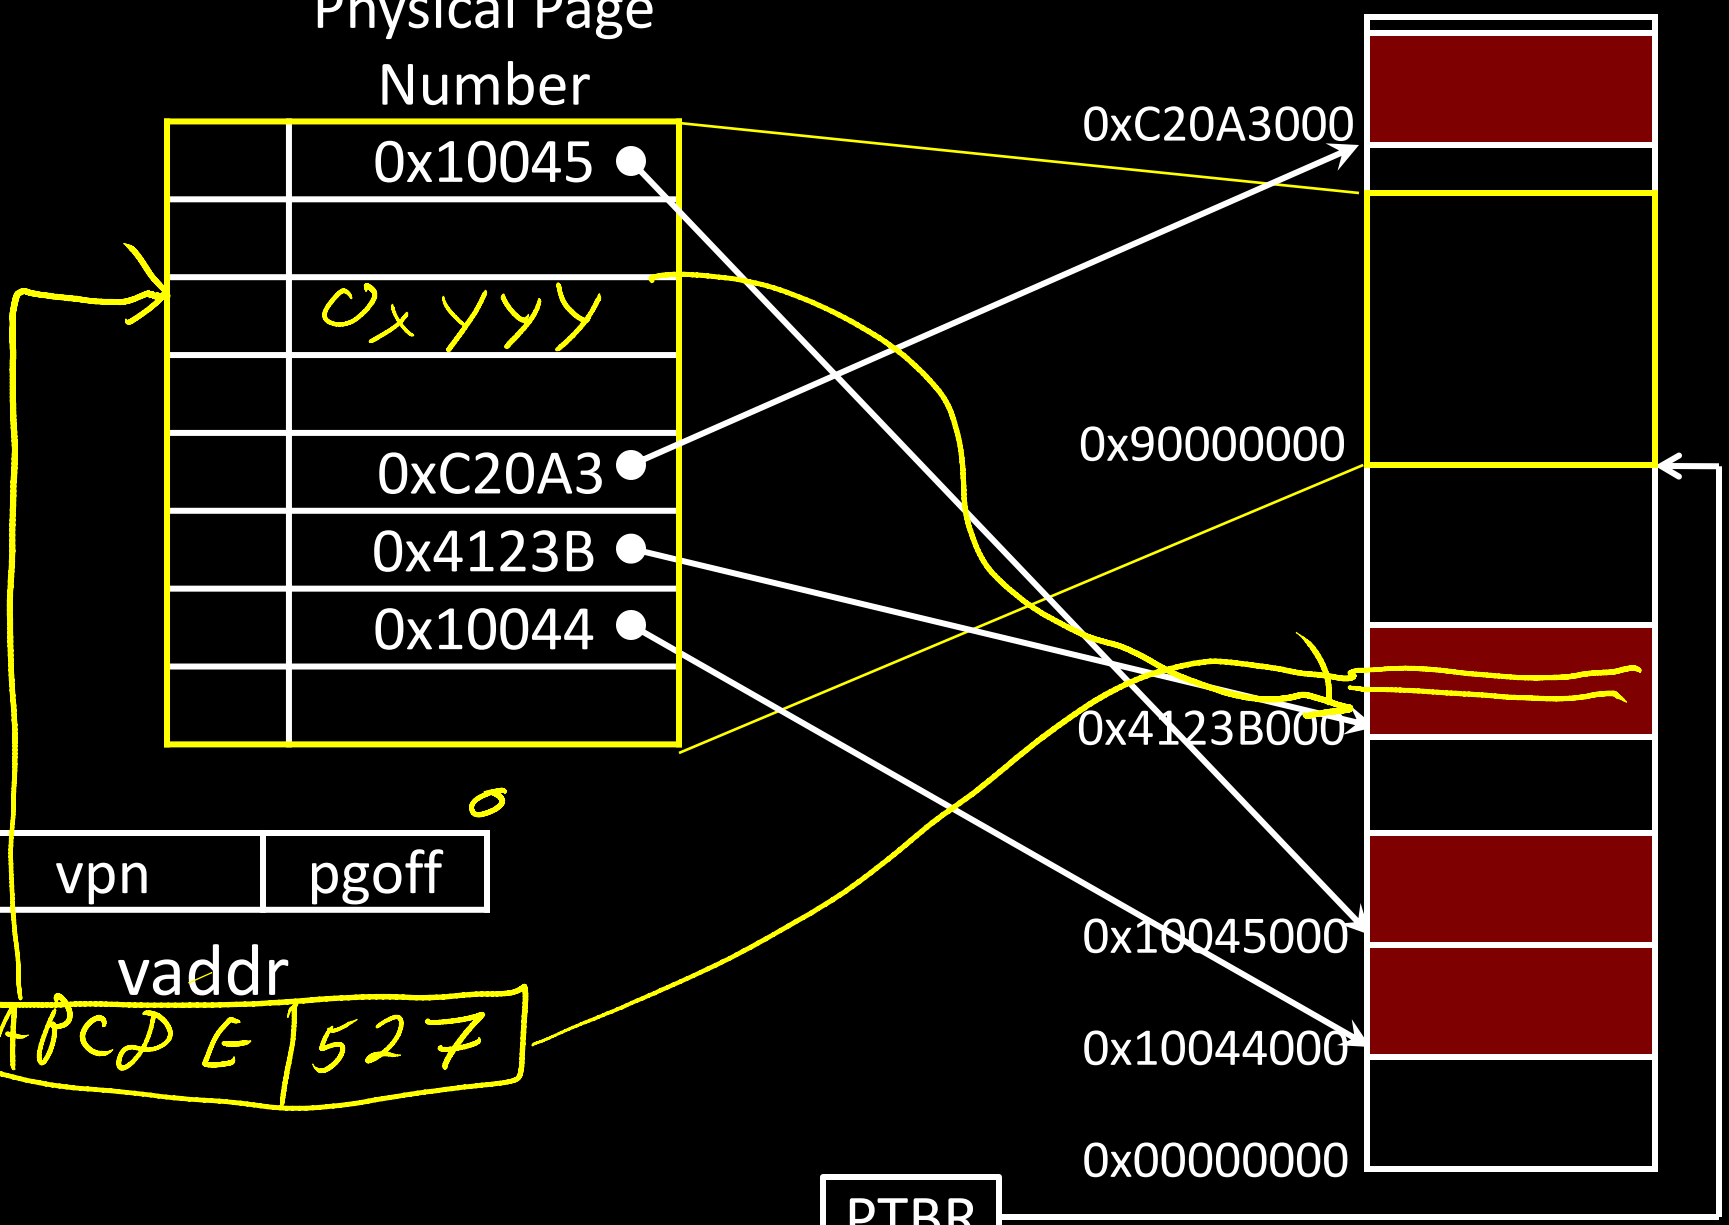 Physical Page
Number
0x10045
0xYYY
0xC20A3
0x4123B
0x10044
0xC20A3000
0x90000000
0x4123B000
0x10045000
0x10044000
0x00000000
0
vpn pgoff
vaddr
ABCDE 527
PTBR